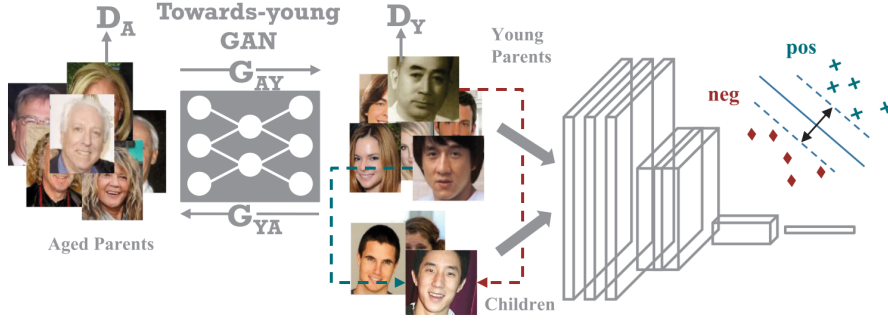 D_A
Towards-young
GAN
G_AY
G_YA
Aged Parents
D_Y
Young
Parents
Children
neg
pos